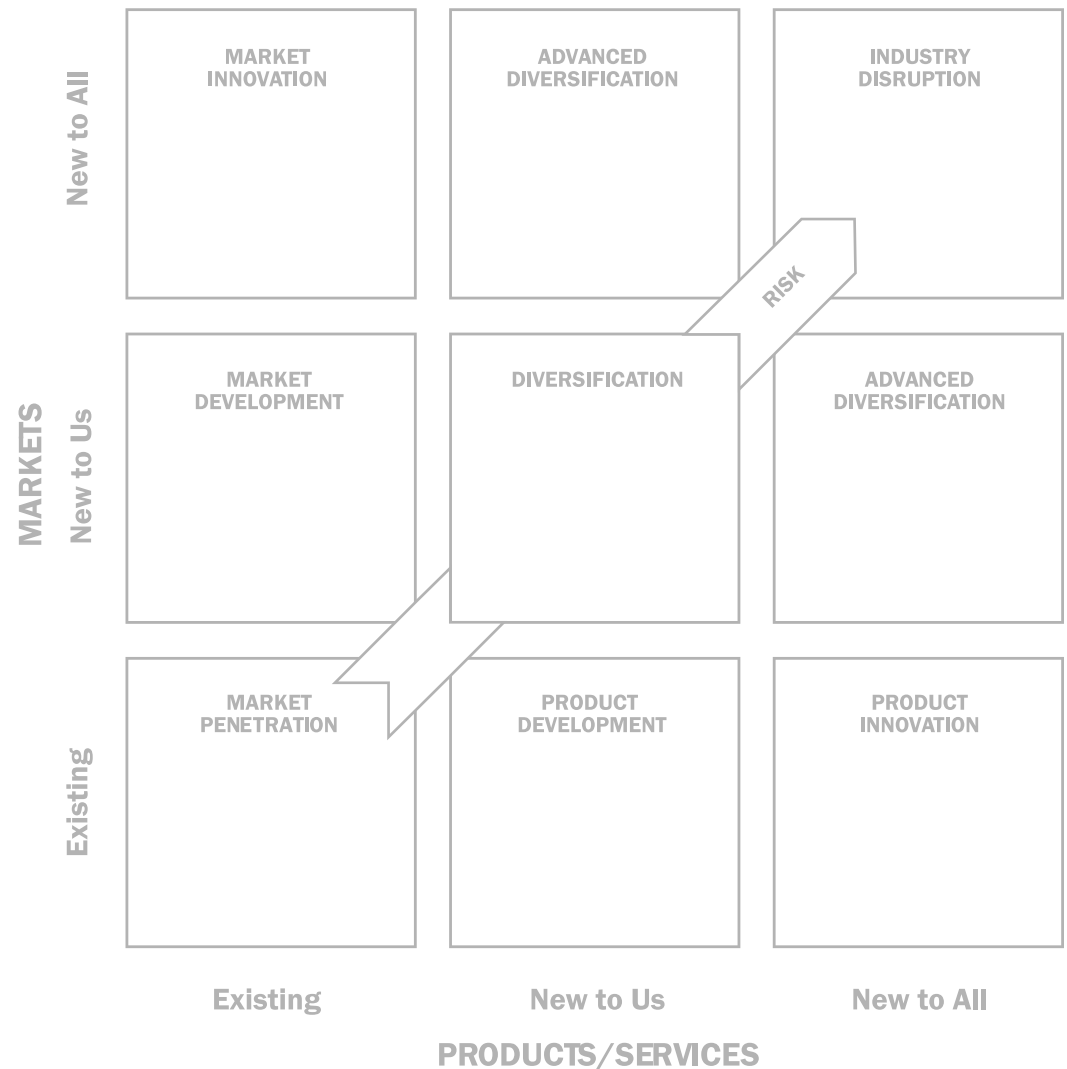 New to All
MARKET
INNOVATION
ADVANCED
DIVERSIFICATION
INDUSTRY
DISRUPTION
RISK
MARKETS
New to Us
MARKET
DEVELOPMENT
DIVERSIFICATION
ADVANCED
DIVERSIFICATION
Existing
MARKET
PENETRATION
PRODUCT
DEVELOPMENT
PRODUCT
INNOVATION
Existing
New to Us
New to All
PRODUCTS/SERVICES